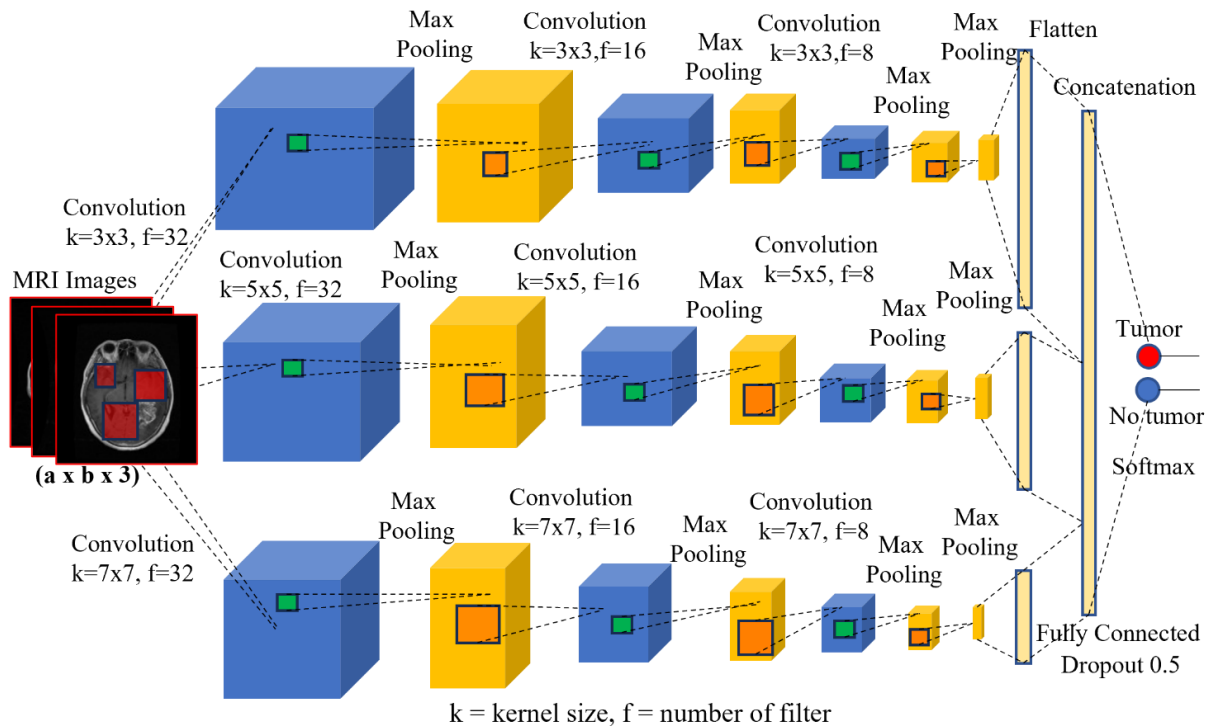 Max
Pooling
Convolution
k=3x3,f=16
Max
Pooling
Convolution
k=3x3,f=8
Max
Pooling
Max
Pooling
Flatten
Concatenation
Convolution
k=3x3, f=32
MRI Images
(a x b x 3)
Convolution
k=5x5, f=32
Max
Pooling
Convolution
k=5x5, f=16
Max
Pooling
Convolution
k=5x5, f=8
Max
Pooling
Max
Pooling
Tumor
No tumor
Softmax
Convolution
k=7x7, f=32
Max
Pooling
Convolution
k=7x7, f=16
Max
Pooling
Convolution
k=7x7, f=8
Max
Pooling
Max
Pooling
Fully Connected
Dropout 0.5
k = kernel size, f = number of filter